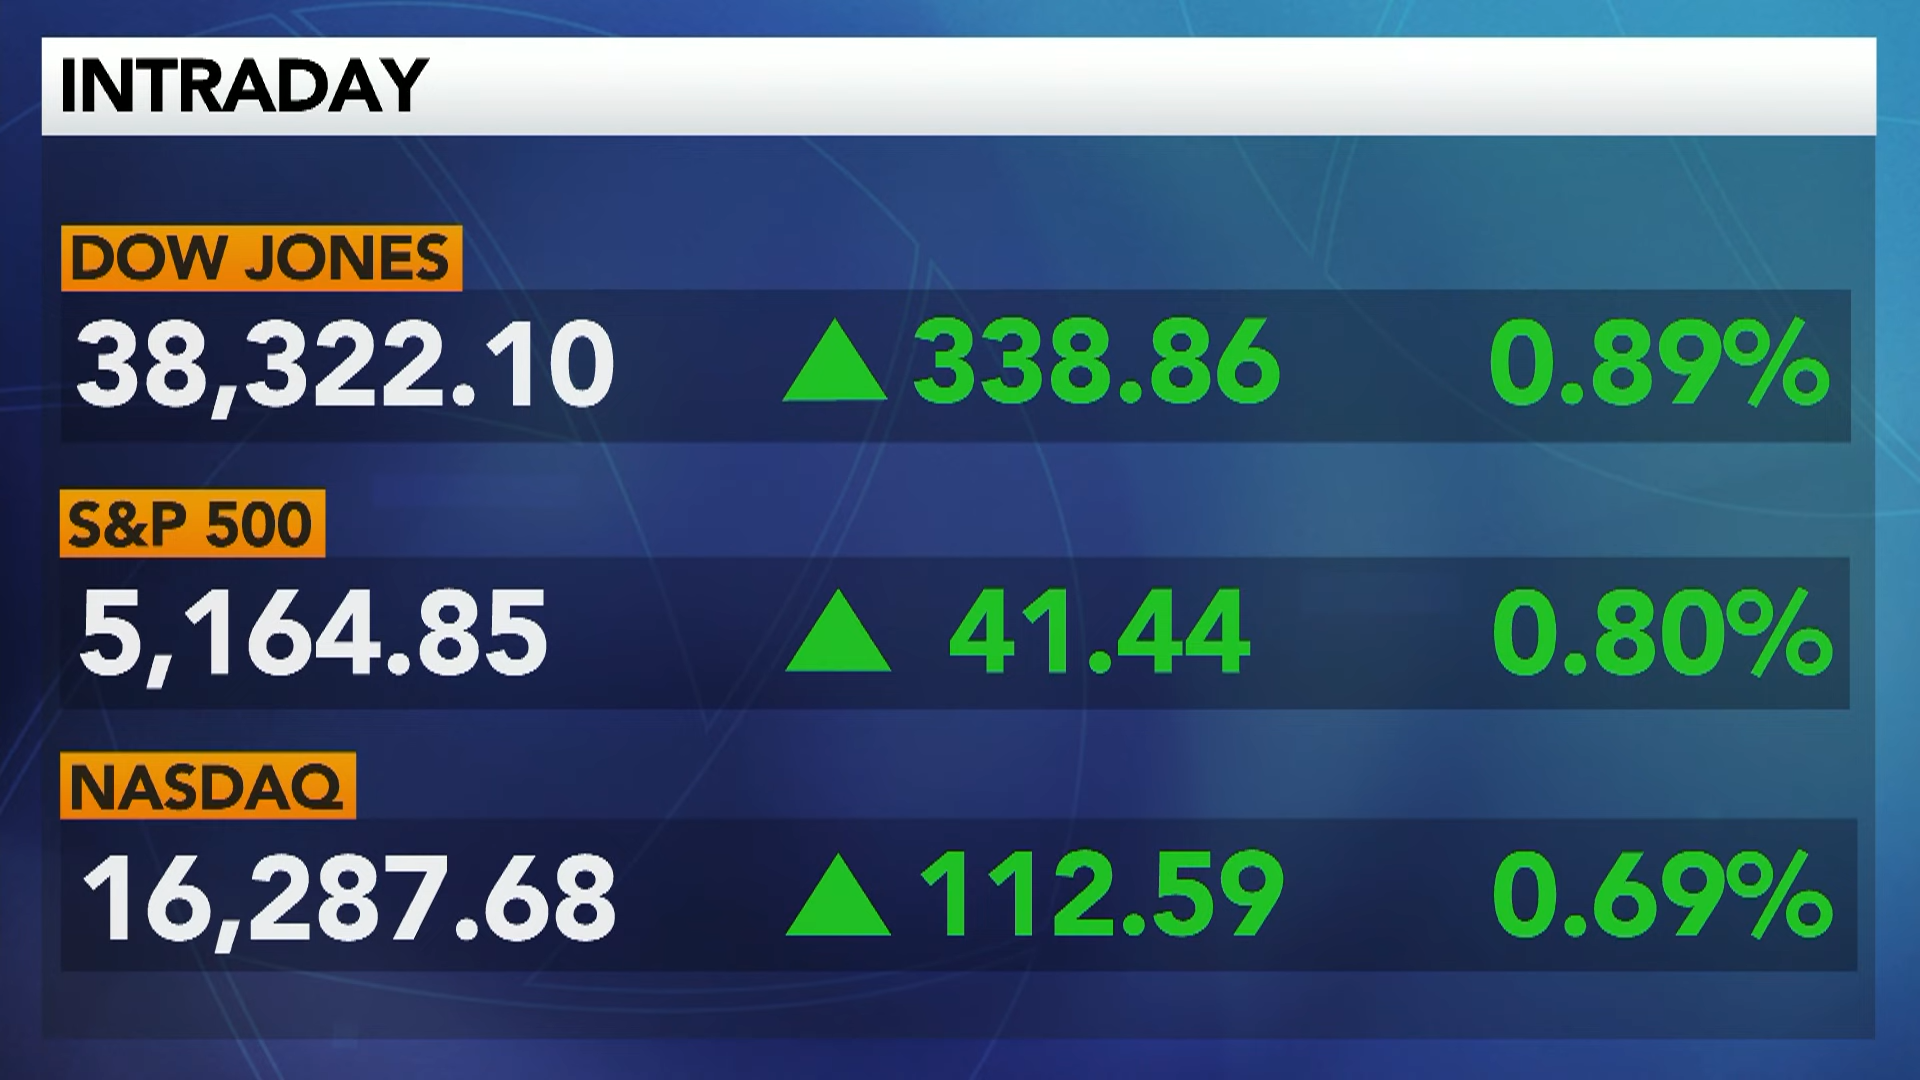 INTRADAY
DOW JONES
38,322.10 ▲ 338.86 0.89%
S&P 500
5,164.85 ▲ 41.44 0.80%
NASDAQ
16,287.68 ▲ 112.59 0.69%